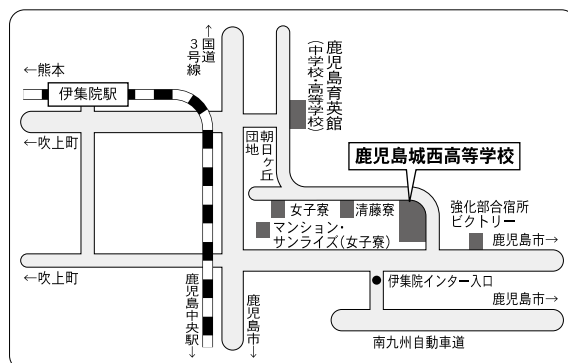 ↑国道
３号線
←熊本
伊集院駅
←吹上町
鹿児島育英館
(中学校・高等学校)
朝日ヶ丘
団地
鹿児島城西高等学校
女子寮
清藤寮
マンション・
サンライズ(女子寮)
強化部合宿所
ビクトリー
鹿児島市→
←吹上町
鹿児島中央駅→
鹿児島市→
伊集院インター入口
鹿児島市→
南九州自動車道